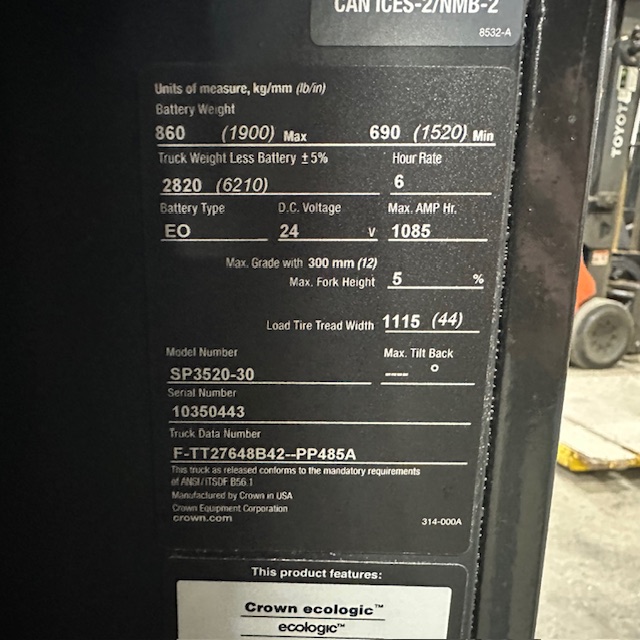 CAN ICES-2/NMB-2
8532-A
Units of measure, kg/mm (lb/in)
Battery Weight
860 (1900) Max 690 (1520) Min
Truck Weight Less Battery ± 5% Hour Rate
2820 (6210) 6
Battery Type D.C. Voltage Max. AMP Hr.
EO 24 V 1085
Max. Grade with 300 mm (12)
Max. Fork Height 5 %
Load Tire Tread Width 1115 (44)
Model Number Max. Tilt Back
SP3520-30 ---- °
Serial Number
10350443
Truck Data Number
F-TT27648B42--PP485A
This truck as released conforms to the mandatory requirements
of ANSI/ITSDF B56.1
Manufactured by Crown in USA
Crown Equipment Corporation
crown.com 314-000A
This product features:
Crown ecologic™
ecologic™
TOYOTA